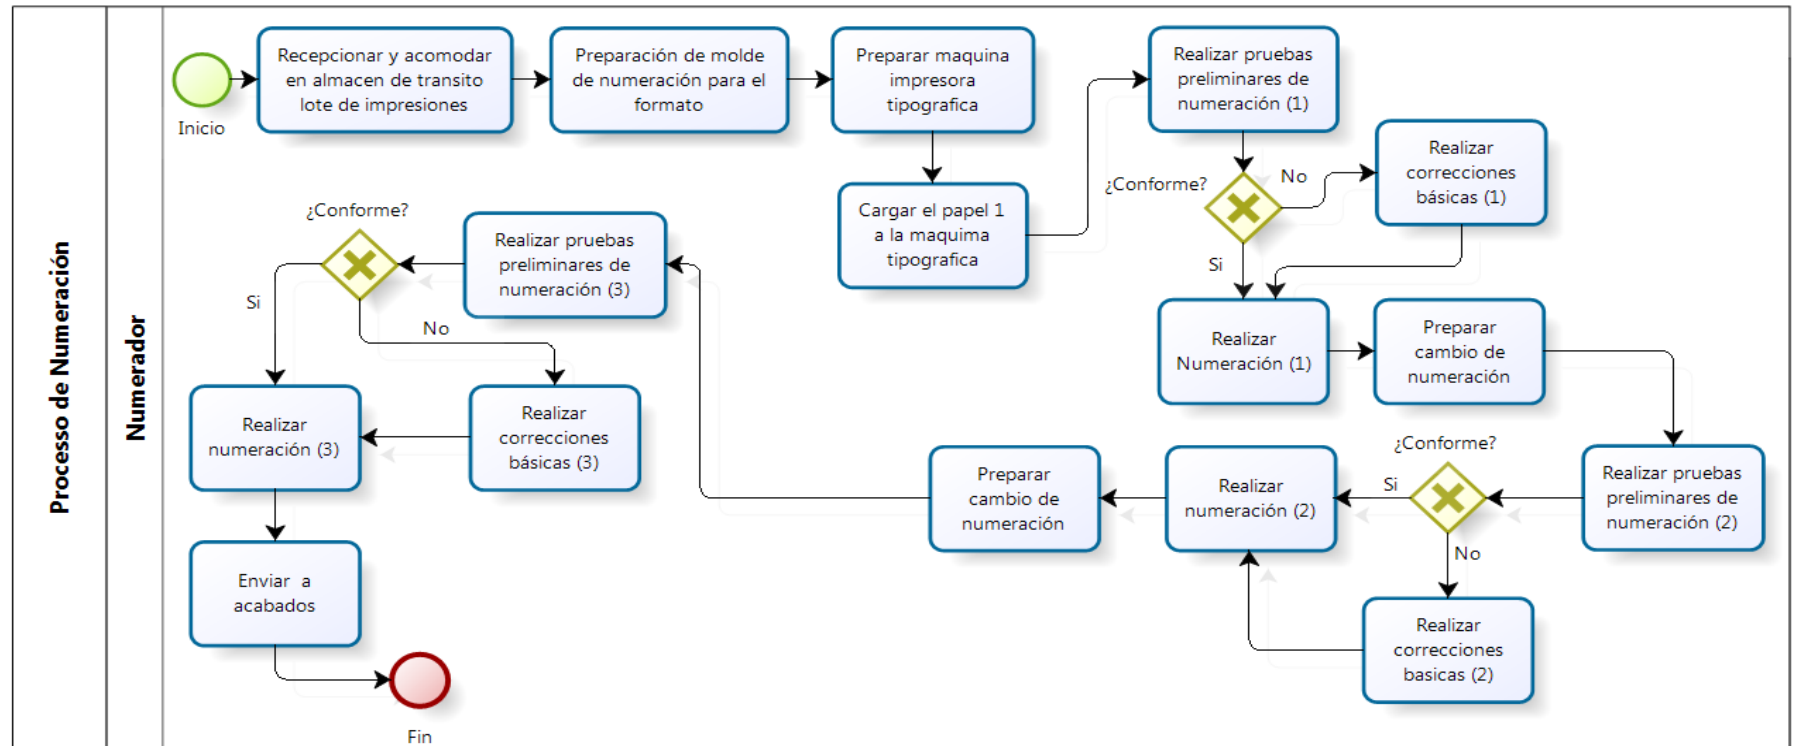 Processo de Numeración
Numerador
Inicio
Recepcionar y acomodar
en almacen de transito
lote de impresiones
Preparación de molde
de numeración para el
formato
Preparar maquina
impresora
tipografica
Cargar el papel 1
a la maquima
tipografica
Realizar pruebas
preliminares de
numeración (1)
¿Conforme?
No
Si
Realizar
correcciones
básicas (1)
Realizar
Numeración (1)
Preparar
cambio de
numeración
Realizar pruebas
preliminares de
numeración (2)
¿Conforme?
Si
No
Realizar
correcciones
basicas (2)
Realizar
numeración (2)
Preparar
cambio de
numeración
Realizar pruebas
preliminares de
numeración (3)
¿Conforme?
Si
No
Realizar
correcciones
básicas (3)
Realizar
numeración (3)
Enviar a
acabados
Fin